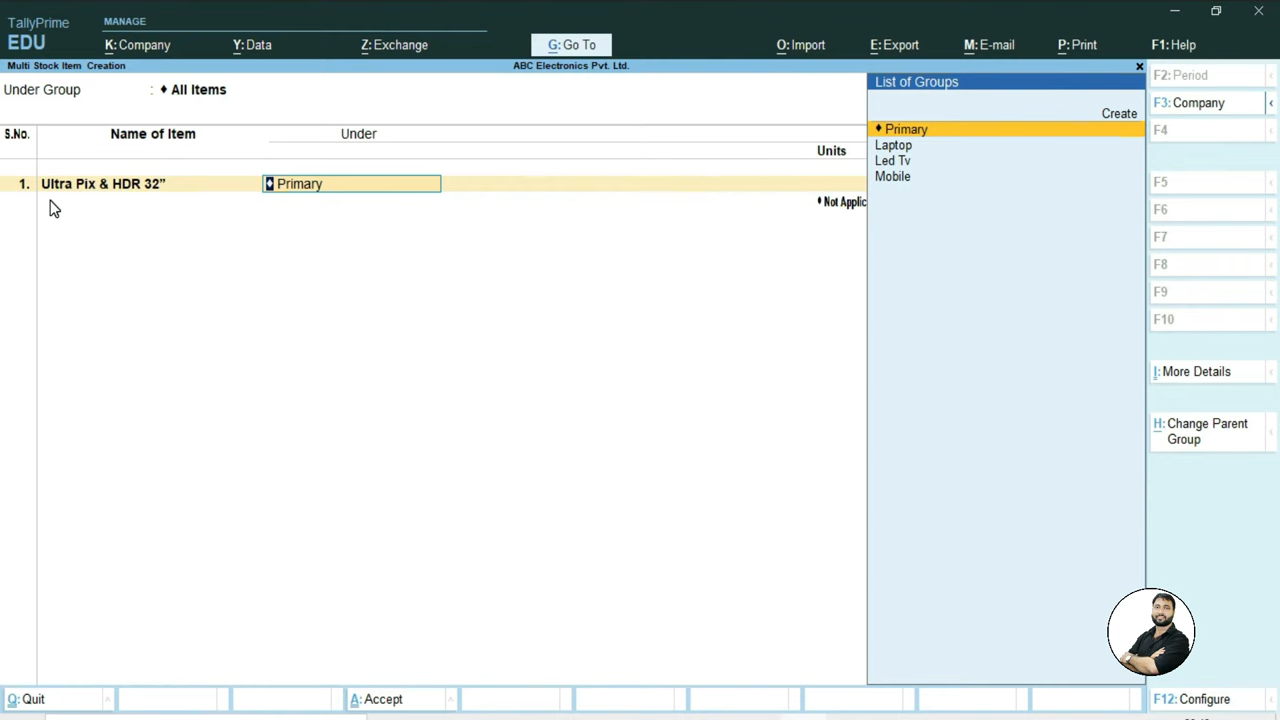 TallyPrime
EDU
MANAGE
K: Company
Y: Data
Z: Exchange
G: Go To
O: Import
E: Export
M: E-mail
P: Print
F1: Help
Multi Stock Item Creation
ABC Electronics Pvt. Ltd.
Under Group : ♦ All Items
S.No.
Name of Item
Under
Units
1. Ultra Pix & HDR 32”
♦ Primary
♦ Not Applic
List of Groups
Create
♦ Primary
Laptop
Led Tv
Mobile
F2: Period
F3: Company
F4
F5
F6
F7
F8
F9
F10
I: More Details
H: Change Parent
Group
Q: Quit
A: Accept
F12: Configure